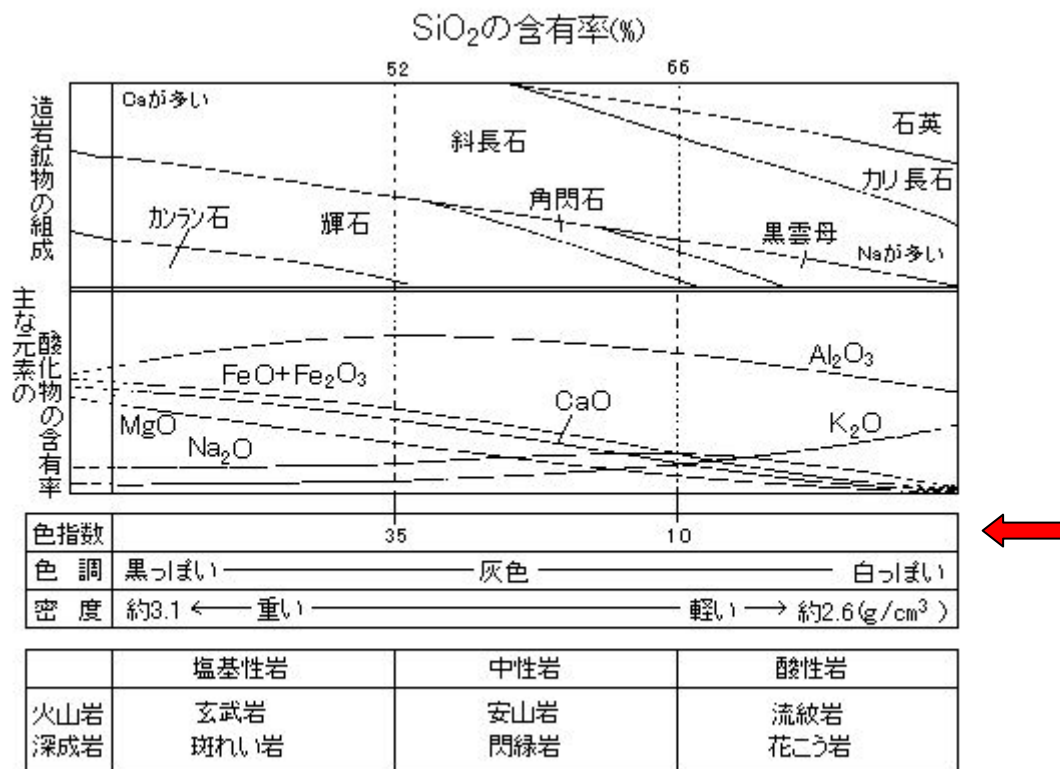 SiO₂の含有率(%)
52 66
造岩鉱物の組成
Caが多い
石英
斜長石
カリ長石
角閃石
カンラン石
輝石
黒雲母
Naが多い
主な元素の
酸化物の含有率
Al₂O₃
FeO+Fe₂O₃
CaO
K₂O
MgO
Na₂O
色指数 35 10
色調 黒っぽい 灰色 白っぽい
密度 約3.1 ← 重い 軽い → 約2.6(g/cm³)
塩基性岩 中性岩 酸性岩
火山岩 玄武岩 安山岩 流紋岩
深成岩 斑れい岩 閃緑岩 花こう岩